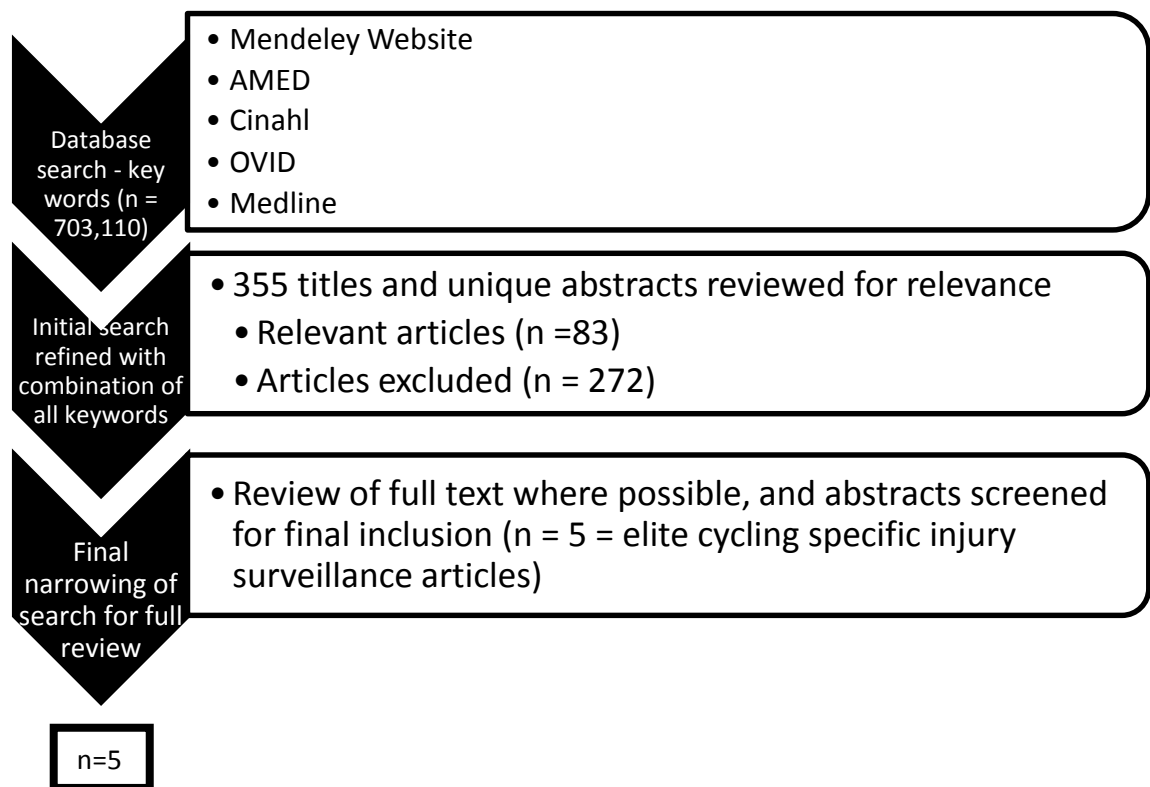 Database
search - key
words (n =
703,110)
• Mendeley Website
• AMED
• Cinahl
• OVID
• Medline
Initial search
refined with
combination of
all keywords
• 355 titles and unique abstracts reviewed for relevance
• Relevant articles (n =83)
• Articles excluded (n = 272)
Final
narrowing of
search for full
review
• Review of full text where possible, and abstracts screened
for final inclusion (n = 5 = elite cycling specific injury
surveillance articles)
n=5